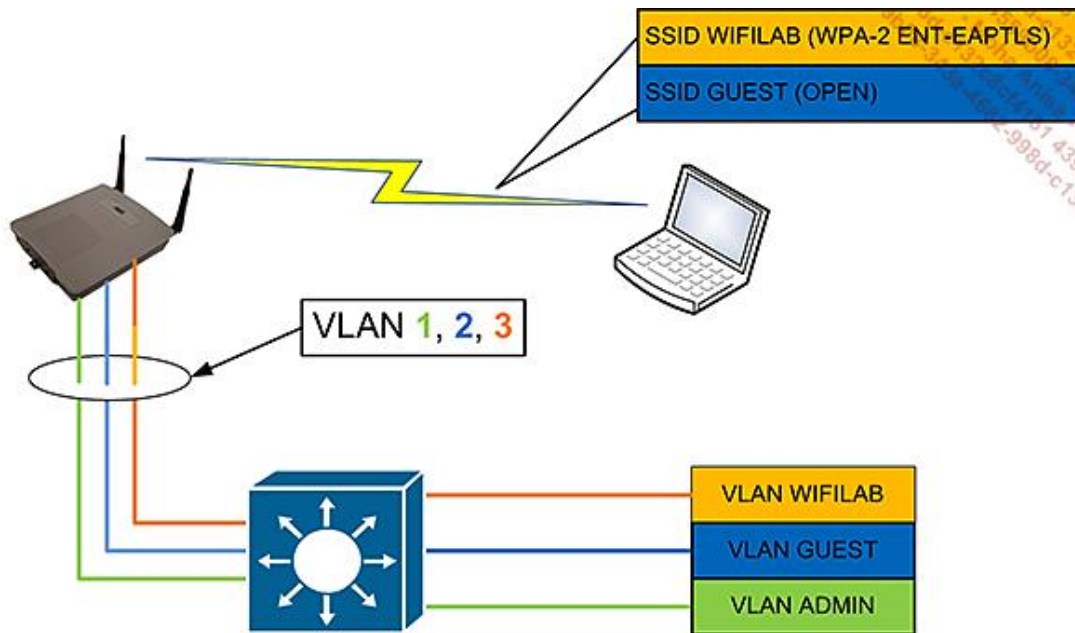 SSID WIFILAB (WPA-2 ENT-EAPTLS)
SSID GUEST (OPEN)
VLAN 1, 2, 3
VLAN WIFILAB
VLAN GUEST
VLAN ADMIN